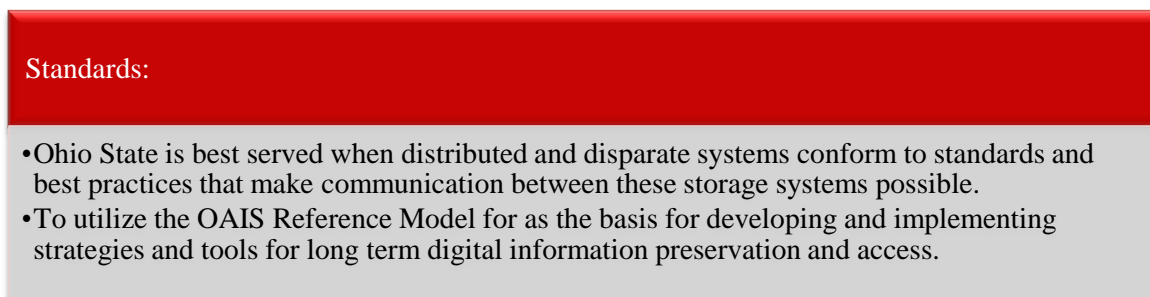 Standards:
•Ohio State is best served when distributed and disparate systems conform to standards and
best practices that make communication between these storage systems possible.
•To utilize the OAIS Reference Model for as the basis for developing and implementing
strategies and tools for long term digital information preservation and access.